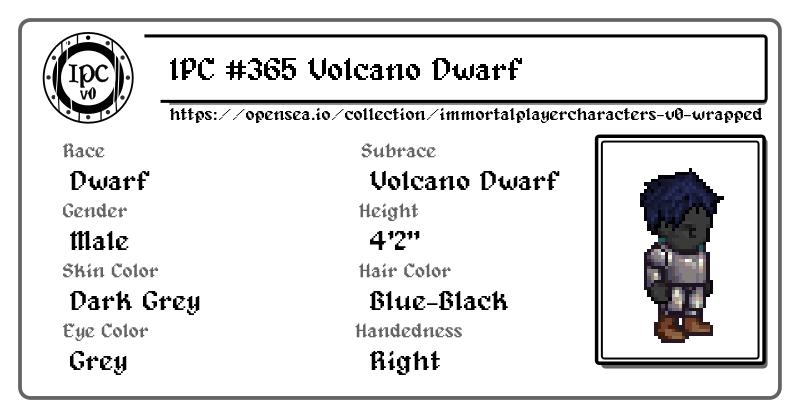 IPC
v0
IPC #365 Volcano Dwarf
https://opensea.io/collection/immortalplayercharacters-v0-wrapped
Race
Dwarf
Subrace
Volcano Dwarf
Gender
Male
Height
4'2"
Skin Color
Dark Grey
Hair Color
Blue-Black
Eye Color
Grey
Handedness
Right